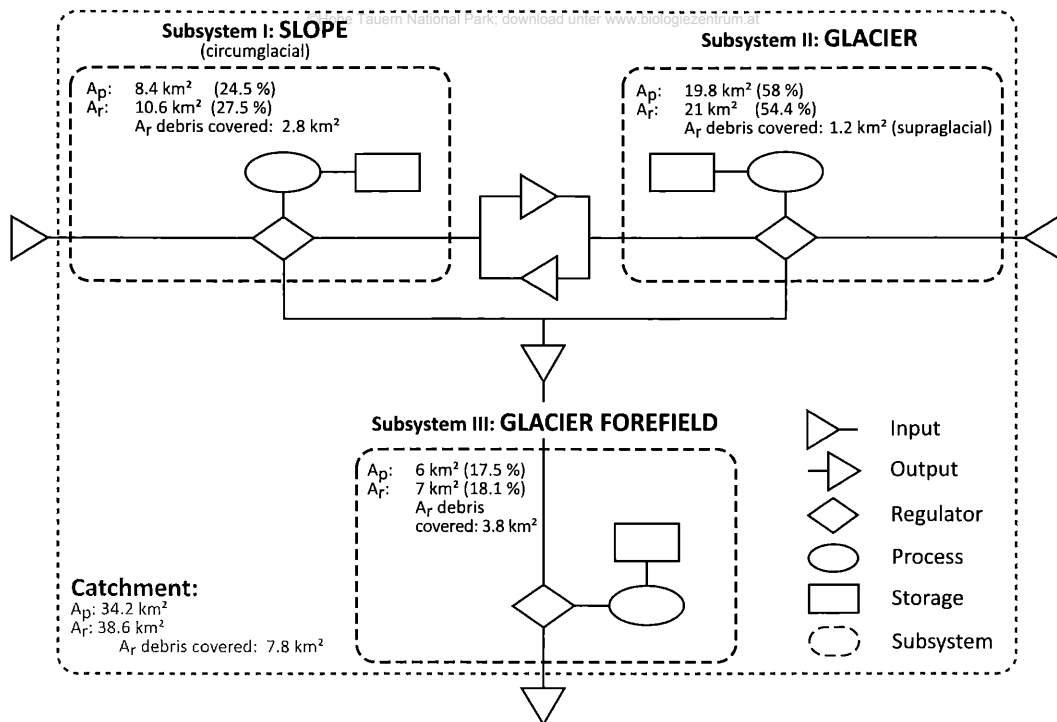 ©Hohe Tauern National Park; download unter www.biologiezentrum.at
Subsystem I: SLOPE
(circumglacial)
Ap: 8.4 km² (24.5 %)
Ar: 10.6 km² (27.5 %)
Ar debris covered: 2.8 km²
Subsystem II: GLACIER
Ap: 19.8 km² (58 %)
Ar: 21 km² (54.4 %)
Ar debris covered: 1.2 km² (supraglacial)
Subsystem III: GLACIER FOREFIELD
Ap: 6 km² (17.5 %)
Ar: 7 km² (18.1 %)
Ar debris
covered: 3.8 km²
Catchment:
Ap: 34.2 km²
Ar: 38.6 km²
Ar debris covered: 7.8 km²
Input
Output
Regulator
Process
Storage
Subsystem